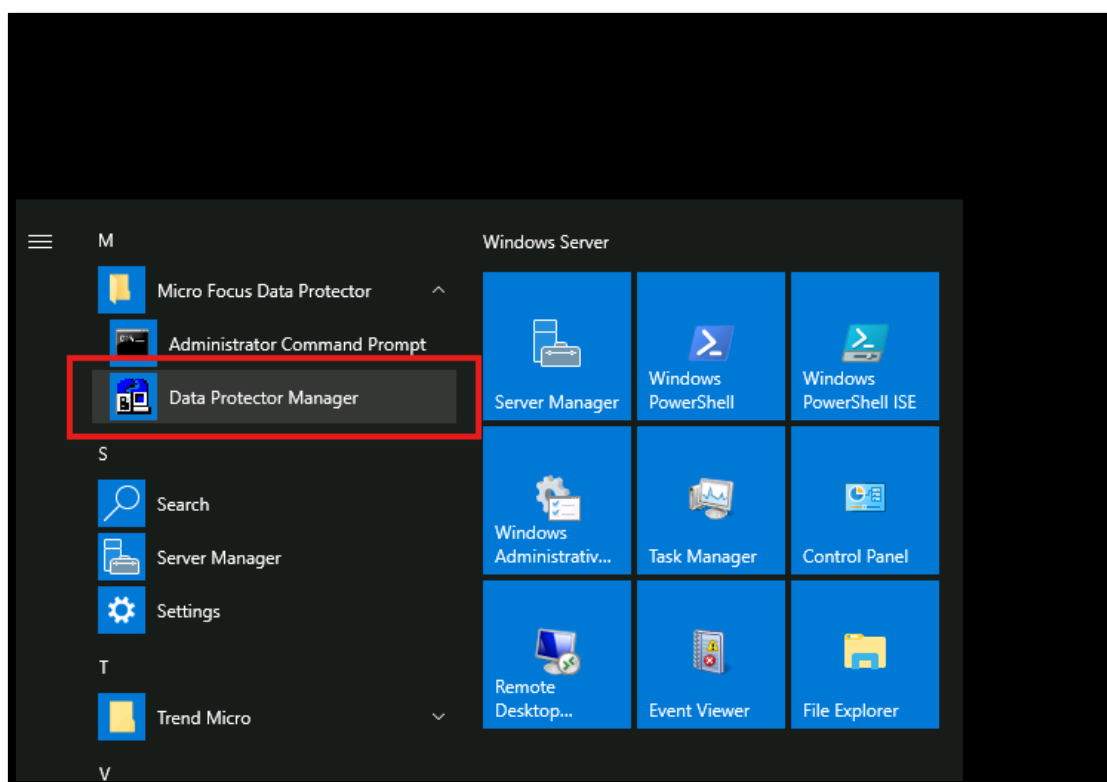 M
Micro Focus Data Protector
Administrator Command Prompt
Data Protector Manager
S
Search
Server Manager
Settings
T
Trend Micro
V
Windows Server
Server Manager
Windows
PowerShell
Windows
PowerShell ISE
Windows
Administrativ...
Task Manager
Control Panel
Remote
Desktop...
Event Viewer
File Explorer